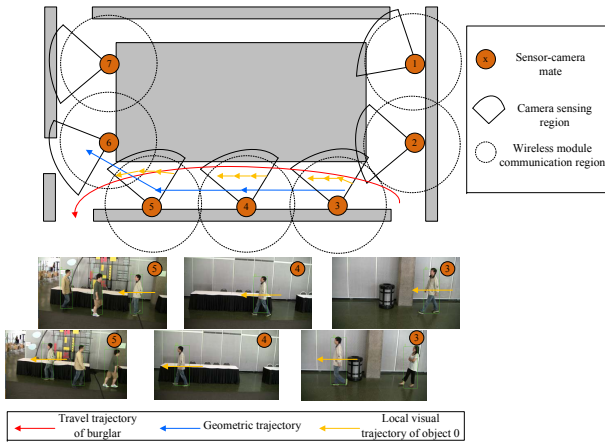 7
1
x
Sensor-camera
mate
Camera sensing
region
6
2
Wireless module
communication region
5
4
3
5
4
3
5
4
3
Travel trajectory
of burglar
Geometric trajectory
Local visual
trajectory of object 0